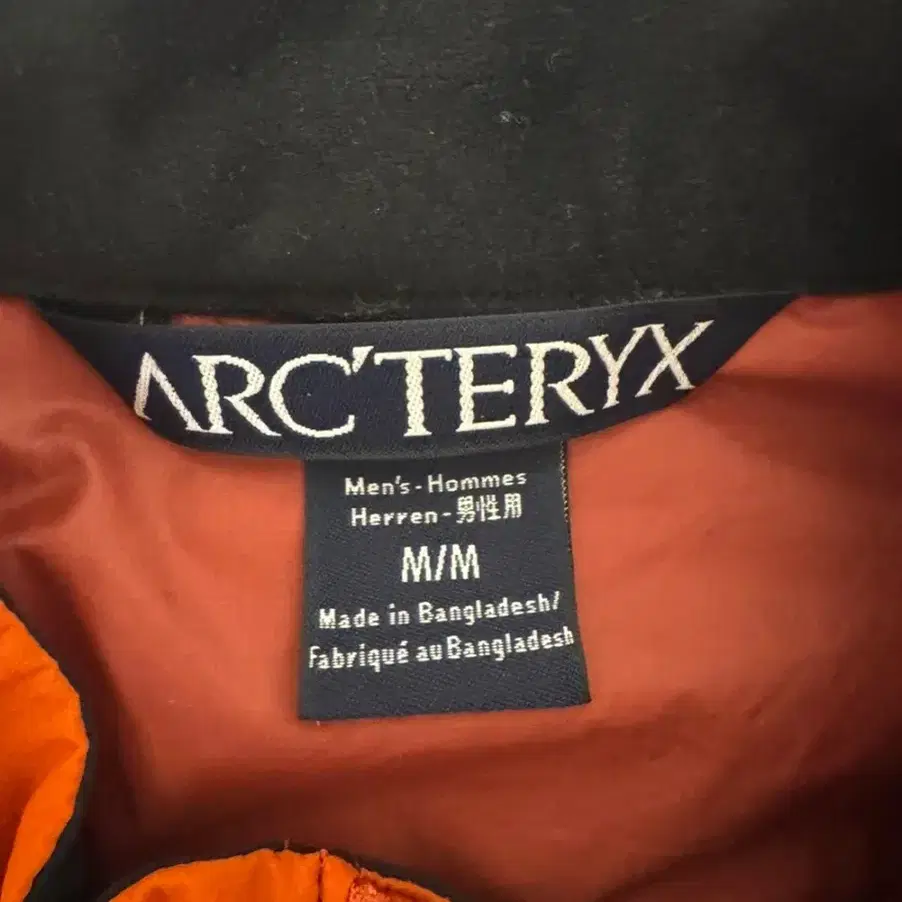 ARC'TERYX
Men's - Hommes
Herren - 男性用
M/M
Made in Bangladesh/
Fabriqué au Bangladesh